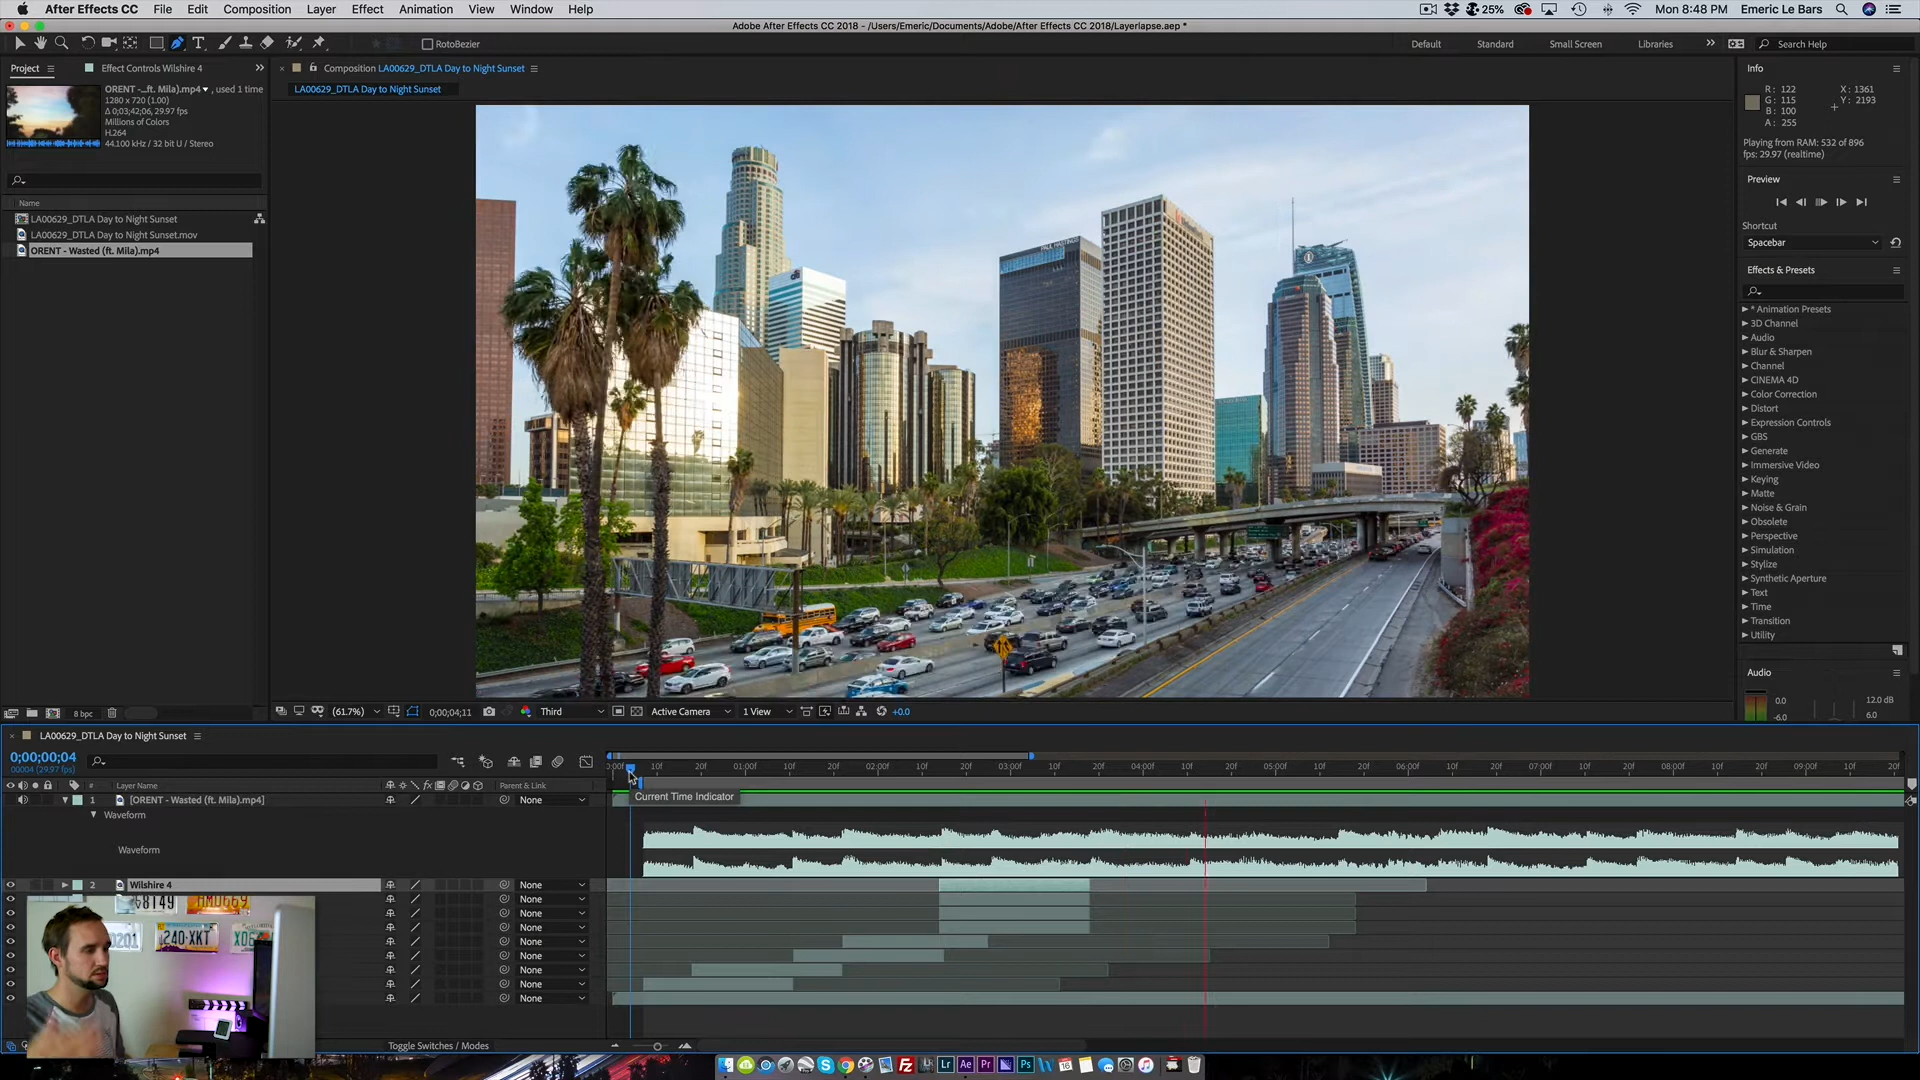 After Effects CC File Edit Composition Layer Effect Animation View Window Help 25% Mon 8:48 PM Emeric Le Bars
Adobe After Effects CC 2018 - /Users/Emeric/Documents/Adobe/After Effects CC 2018/Layerlapse.aep *
RotoBezier Default Standard Small Screen Libraries Search Help
Project Effect Controls Wilshire 4 Composition LA00629_DTLA Day to Night Sunset Info
LA00629_DTLA Day to Night Sunset
ORENT -...ft. Mila).mp4 , used 1 time
1280 x 720 (1.00)
Δ 0;03;42;06, 29.97 fps
Millions of Colors
H.264
44.100 kHz / 32 bit U / Stereo
R: 122 X: 1361
G: 115 Y: 2193
B: 100
A: 255
Playing from RAM: 532 of 896
fps: 29.97 (realtime)
Preview
Shortcut
Spacebar
Effects & Presets
* Animation Presets
3D Channel
Audio
Blur & Sharpen
Channel
CINEMA 4D
Color Correction
Distort
Expression Controls
GBS
Generate
Immersive Video
Keying
Matte
Noise & Grain
Obsolete
Perspective
Simulation
Stylize
Synthetic Aperture
Text
Time
Transition
Utility
Audio
0.0 12.0 dB
-6.0 6.0
Name
LA00629_DTLA Day to Night Sunset
LA00629_DTLA Day to Night Sunset.mov
ORENT - Wasted (ft. Mila).mp4
PAUL HASTINGS
citi
8 bpc (61.7%) 0;00;04;11 Third Active Camera 1 View +0.0
LA00629_DTLA Day to Night Sunset
0;00;00;04
00004 (29.97 fps)
0:00f 10f 20f 01:00f 10f 20f 02:00f 10f 20f 03:00f 10f 20f 04:00f 10f 20f 05:00f 10f 20f 06:00f 10f 20f 07:00f 10f 20f 08:00f 10f 20f 09:00f 10f 20f
# Layer Name fx Parent & Link
1 [ORENT - Wasted (ft. Mila).mp4] None
Current Time Indicator
Waveform
Waveform
2 Wilshire 4 None
None
None
None
None
None
None
None
None
240·XKT
Toggle Switches / Modes
Lr Ae Pr Ps